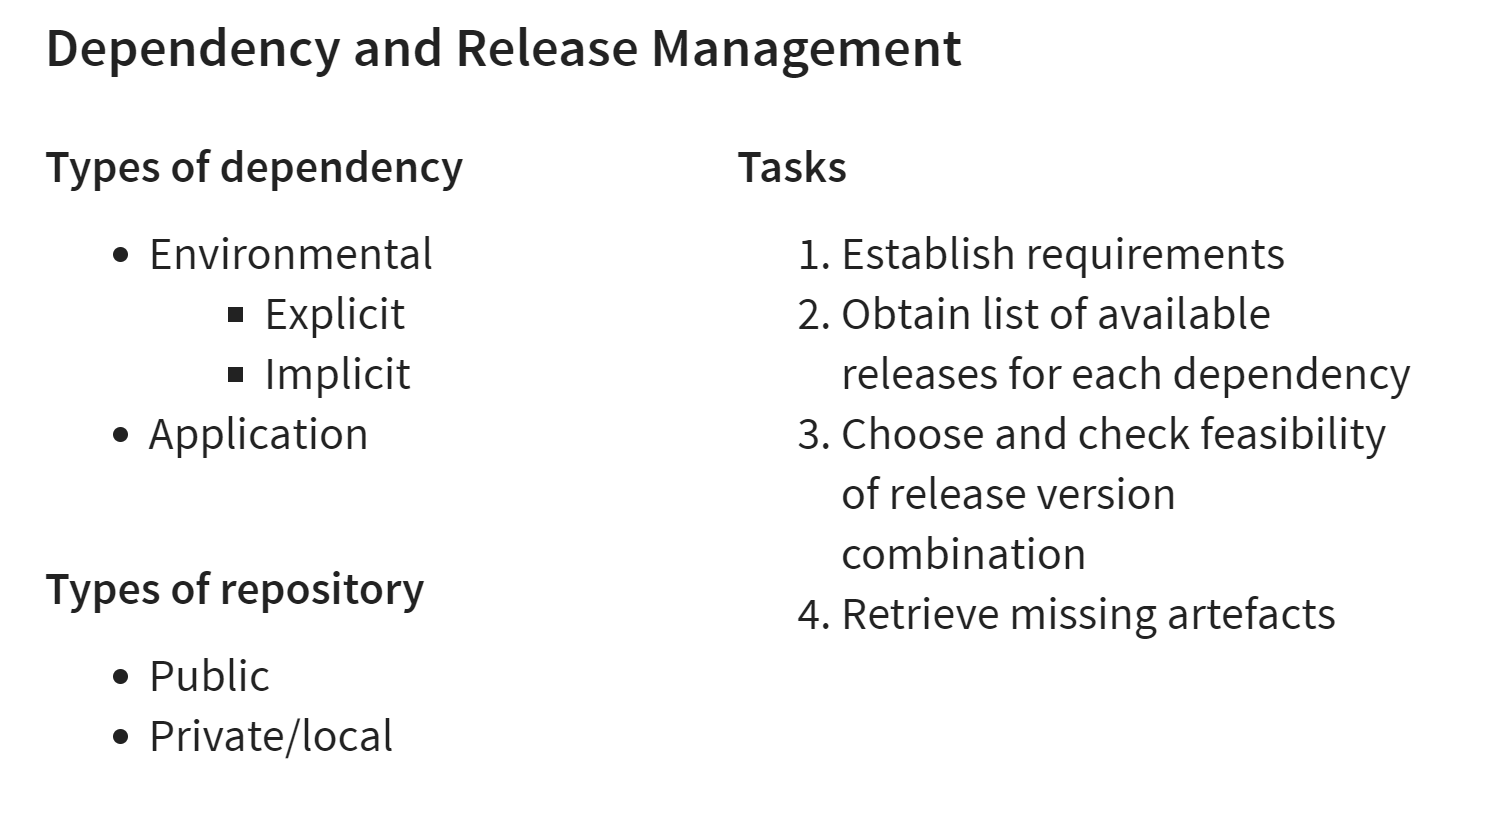 Dependency and Release Management
Types of dependency
Environmental
Explicit
Implicit
Application
Types of repository
Public
Private/local
Tasks
1. Establish requirements
2. Obtain list of available
releases for each dependency
3. Choose and check feasibility
of release version
combination
4. Retrieve missing artefacts